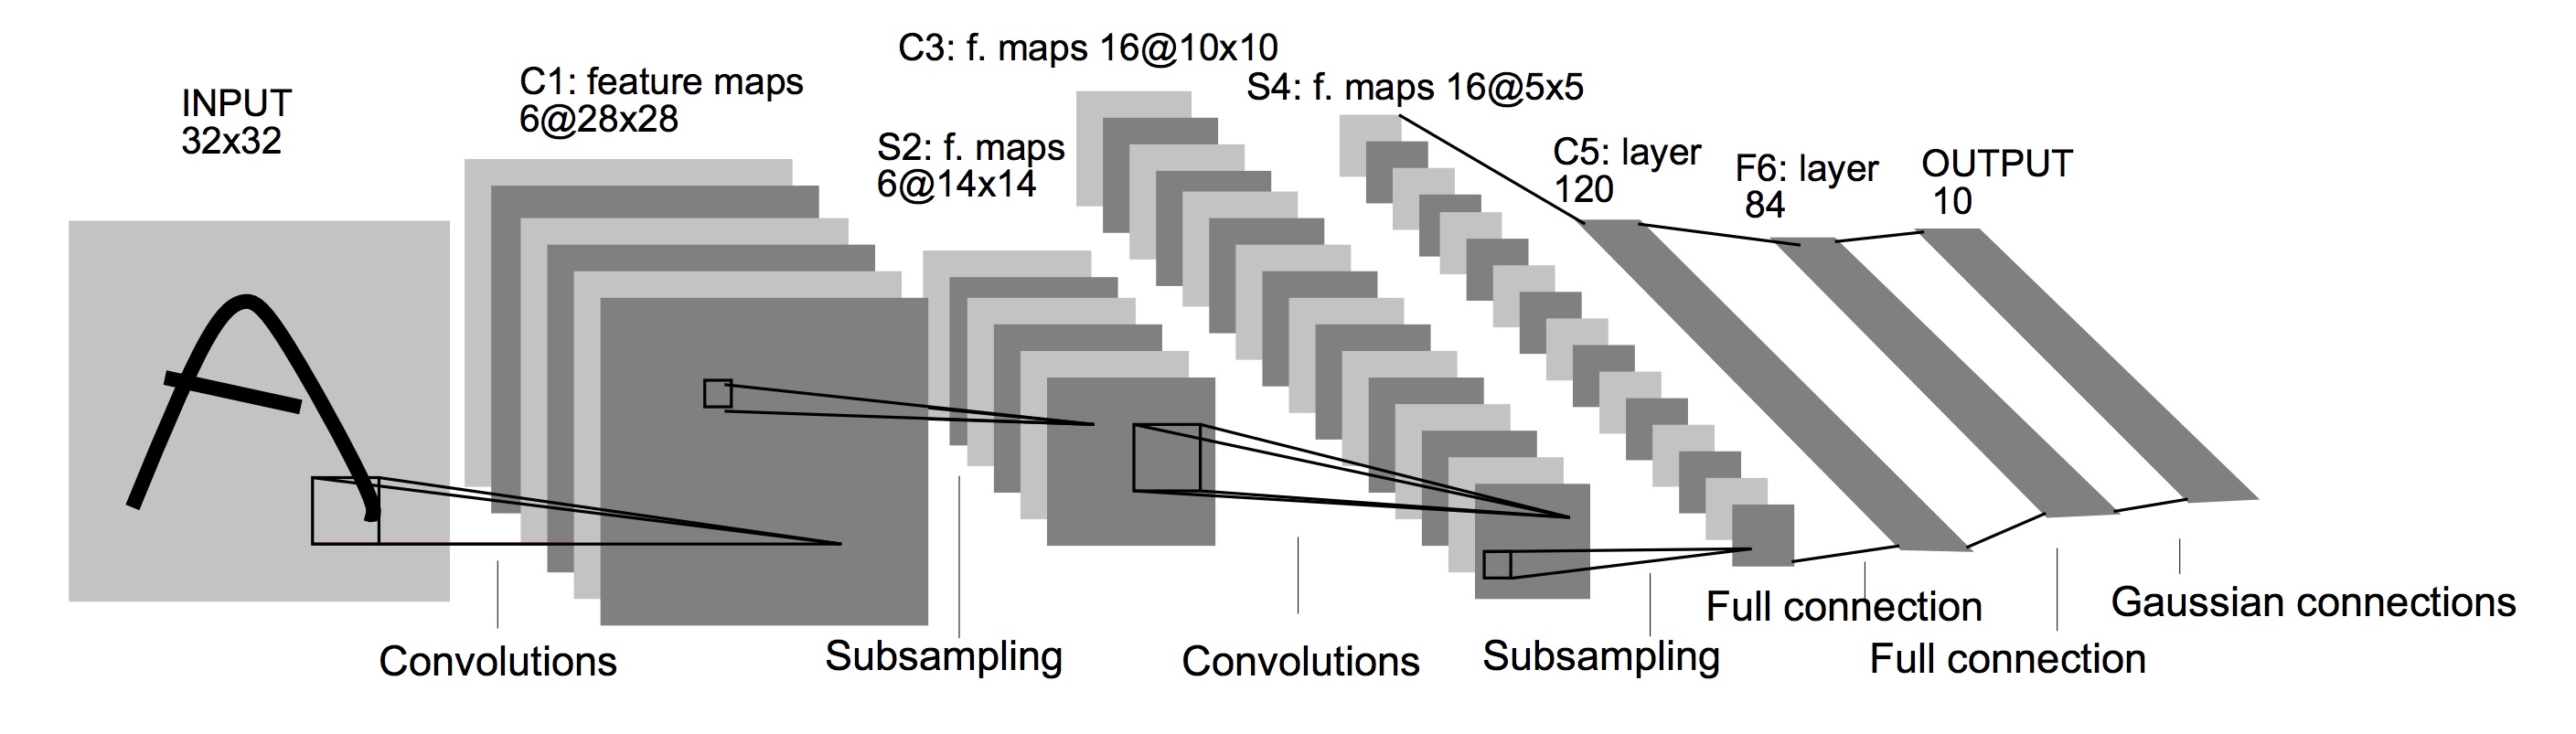 INPUT
32x32
C1: feature maps
6@28x28
S2: f. maps
6@14x14
C3: f. maps 16@10x10
S4: f. maps 16@5x5
C5: layer
120
F6: layer
84
OUTPUT
10
Convolutions
Subsampling
Convolutions
Subsampling
Full connection
Full connection
Gaussian connections